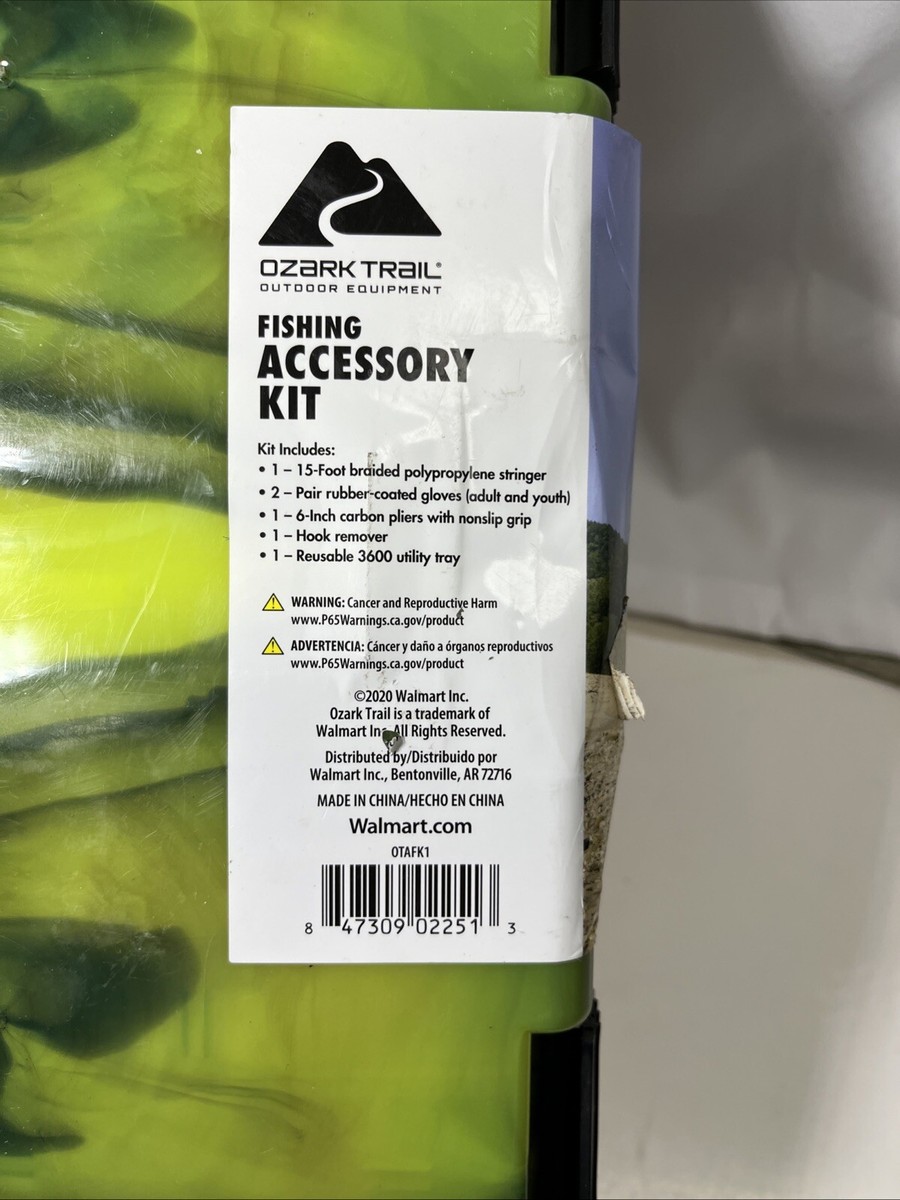 OZARK TRAIL®
OUTDOOR EQUIPMENT
FISHING
ACCESSORY
KIT
Kit Includes:
• 1 – 15-Foot braided polypropylene stringer
• 2 – Pair rubber-coated gloves (adult and youth)
• 1 – 6-Inch carbon pliers with nonslip grip
• 1 – Hook remover
• 1 – Reusable 3600 utility tray
WARNING: Cancer and Reproductive Harm
www.P65Warnings.ca.gov/product
ADVERTENCIA: Cáncer y daño a órganos reproductivos
www.P65Warnings.ca.gov/product
©2020 Walmart Inc.
Ozark Trail is a trademark of
Walmart Inc. All Rights Reserved.
Distributed by/Distribuido por
Walmart Inc., Bentonville, AR 72716
MADE IN CHINA/HECHO EN CHINA
Walmart.com
OTAFK1
8 47309 02251 3